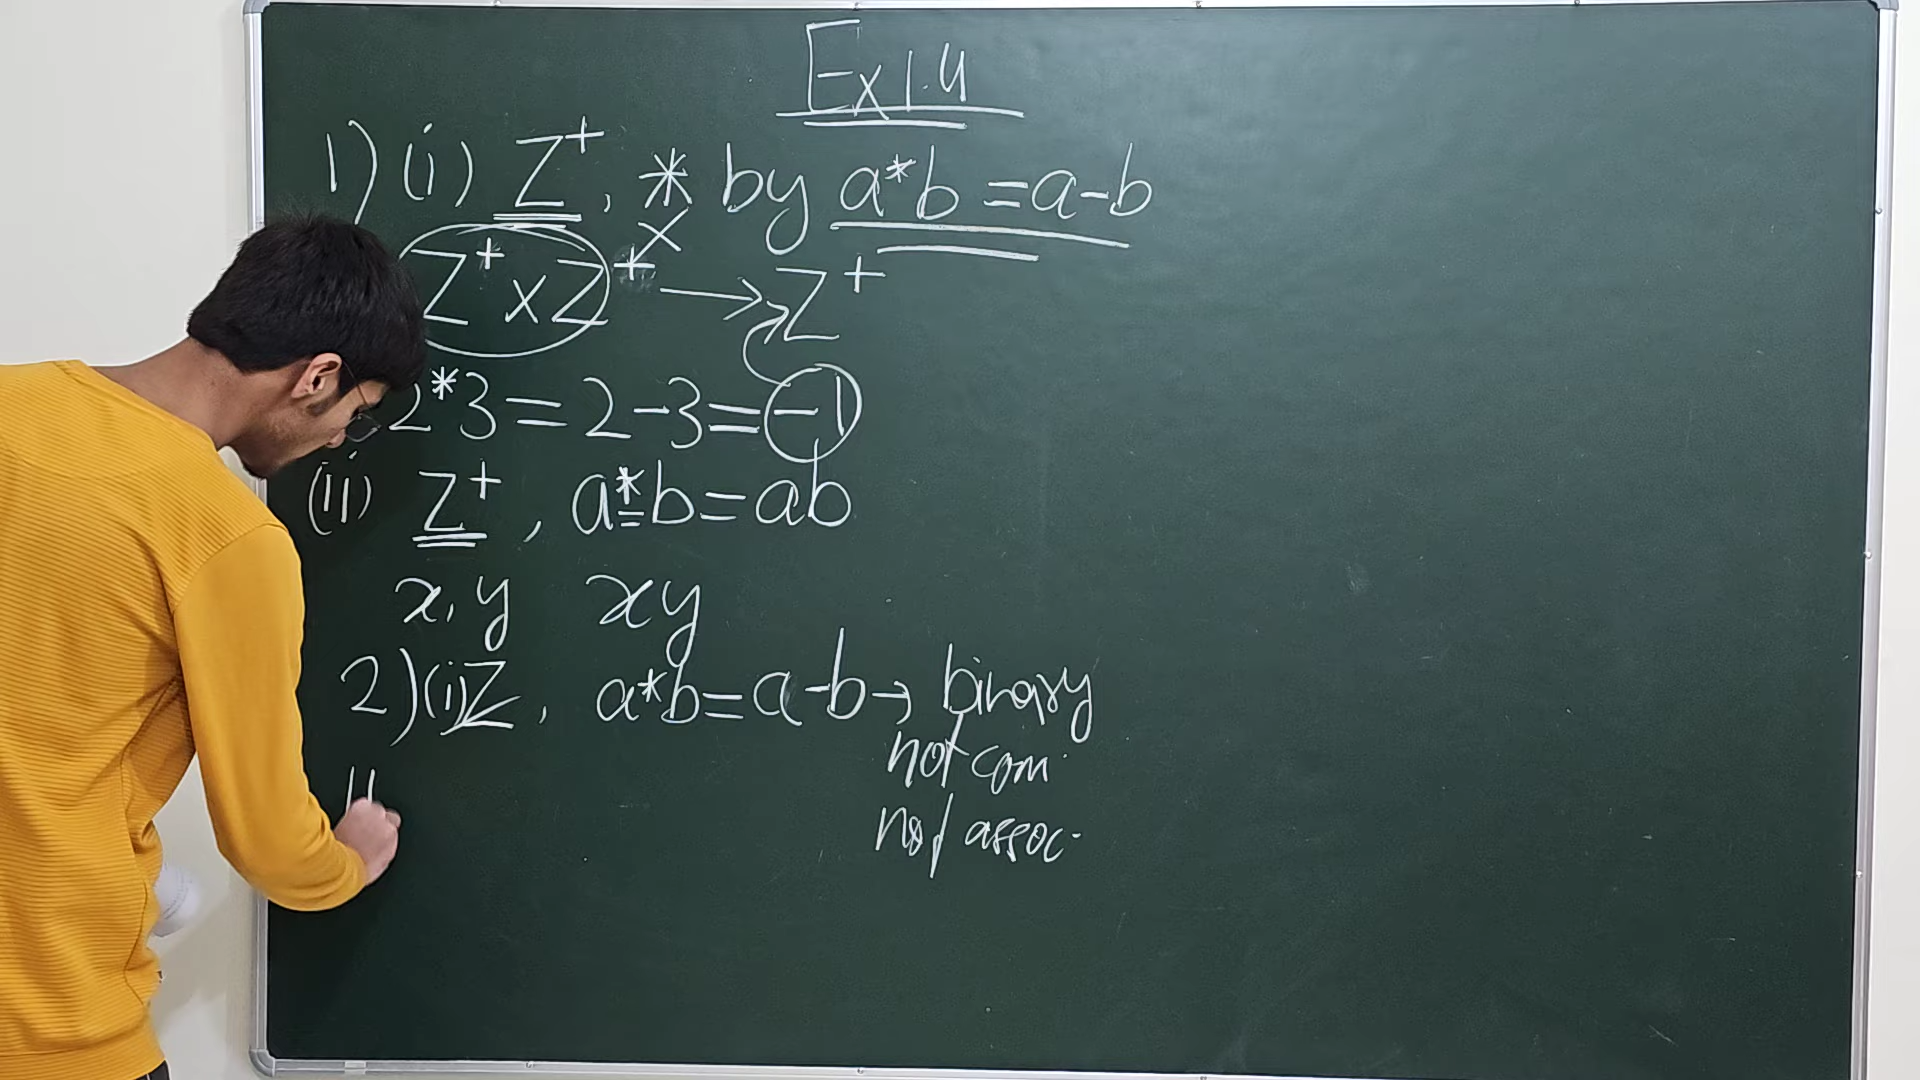 Ex 1.4
1) (i) Z⁺, * by a*b = a-b
Z⁺ x Z⁺ → Z⁺
x
2*3 = 2-3 = -1
(ii) Z⁺, a*b = ab
x, y xy
2) (i) Z, a*b = a-b → binary
not com.
not assoc.